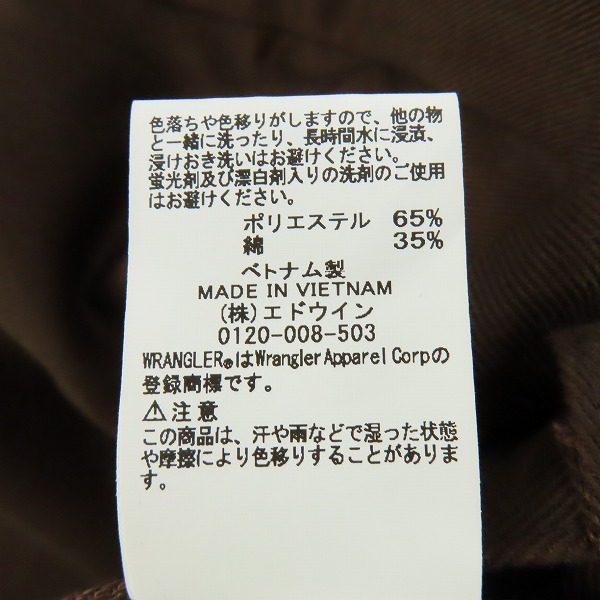 色落ちや色移りがしますので、他の物
と一緒に洗ったり、長時間水に浸漬、
浸けおき洗いはお避けください。
蛍光剤及び漂白剤入りの洗剤のご使用
はお避けください。
ポリエステル 65%
綿 35%
ベトナム製
MADE IN VIETNAM
(株)エドウイン
0120-008-503
WRANGLER®はWrangler Apparel Corpの
登録商標です。
⚠注意
この商品は、汗や雨などで湿った状態
や摩擦により色移りすることがありま
す。